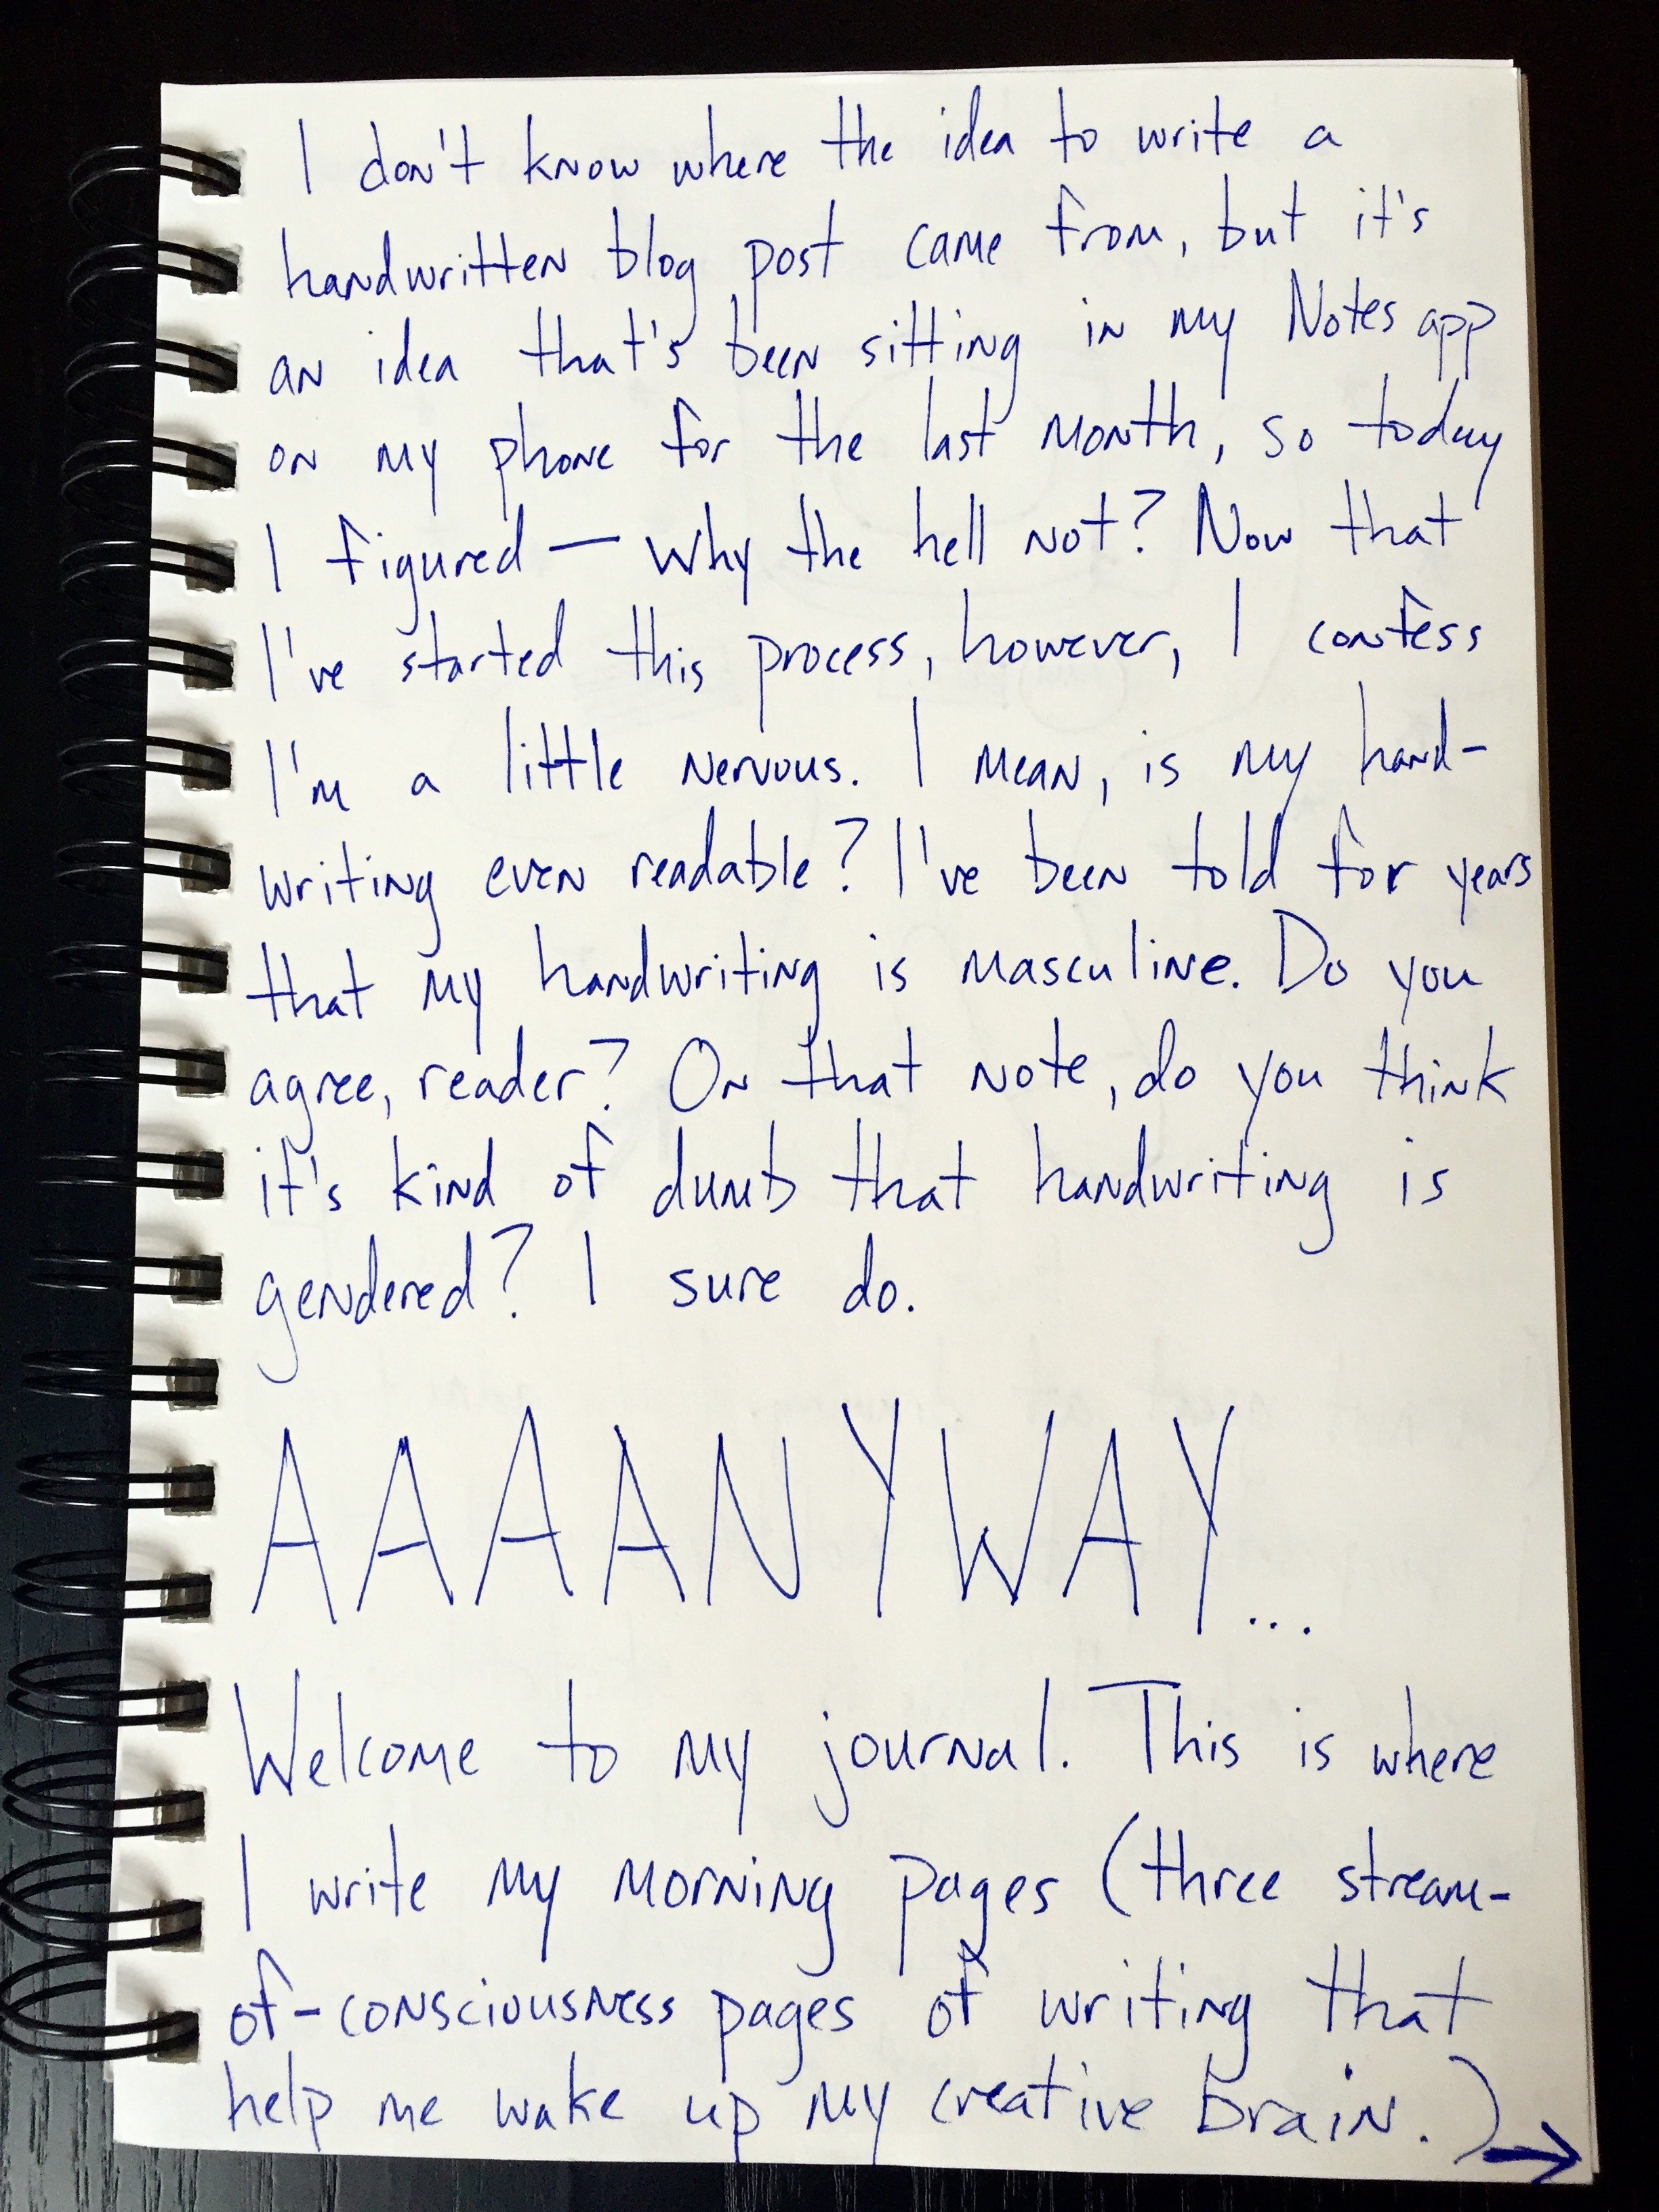 I don't know where the idea to write a
handwritten blog post came from, but it's
an idea that's been sitting in my Notes app
on my phone for the last month, so today
I figured — why the hell not? Now that
I've started this process, however, I confess
I'm a little nervous. I mean, is my hand-
writing even readable? I've been told for years
that my handwriting is masculine. Do you
agree, reader? On that note, do you think
it's kind of dumb that handwriting is
gendered? I sure do.
AAAANYWAY...
Welcome to my journal. This is where
I write my morning pages (three stream-
of-consciousness pages of writing that
help me wake up my creative brain.) →